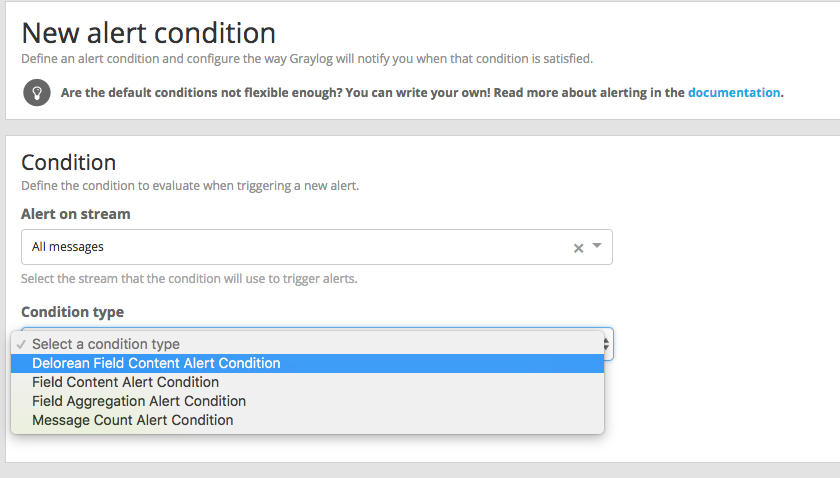 New alert condition
Define an alert condition and configure the way Graylog will notify you when that condition is satisfied.
Are the default conditions not flexible enough? You can write your own! Read more about alerting in the documentation.
Condition
Define the condition to evaluate when triggering a new alert.
Alert on stream
All messages
Select the stream that the condition will use to trigger alerts.
Condition type
Select a condition type
Delorean Field Content Alert Condition
Field Content Alert Condition
Field Aggregation Alert Condition
Message Count Alert Condition